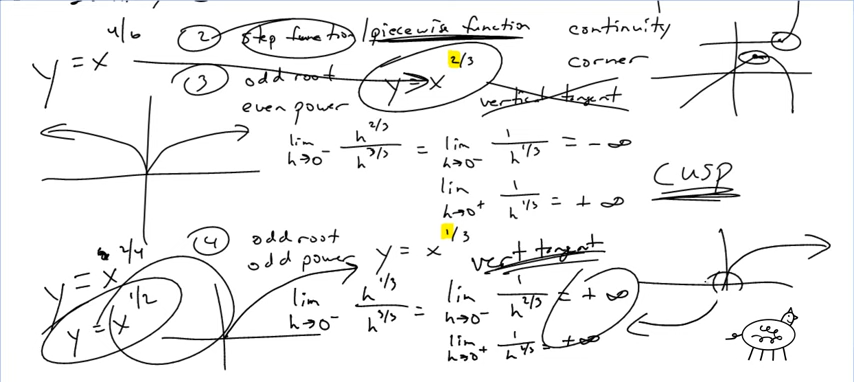 y = x^4/6
② step function / piecewise function
continuity
corner
③ odd root
even power
y = x^2/3
vertical tangent
lim h→0⁻ h^2/3 / h^3/3 = lim h→0⁻ 1 / h^1/3 = -∞
lim h→0⁺ 1 / h^1/3 = +∞
Cusp
y = x^2/4
y = x^1/2
④ odd root
odd power
y = x^1/3
vert tangent
lim h→0⁻ h^1/3 / h^3/3 = lim h→0⁻ 1 / h^2/3 = +∞
lim h→0⁺ 1 / h^2/3 = +∞